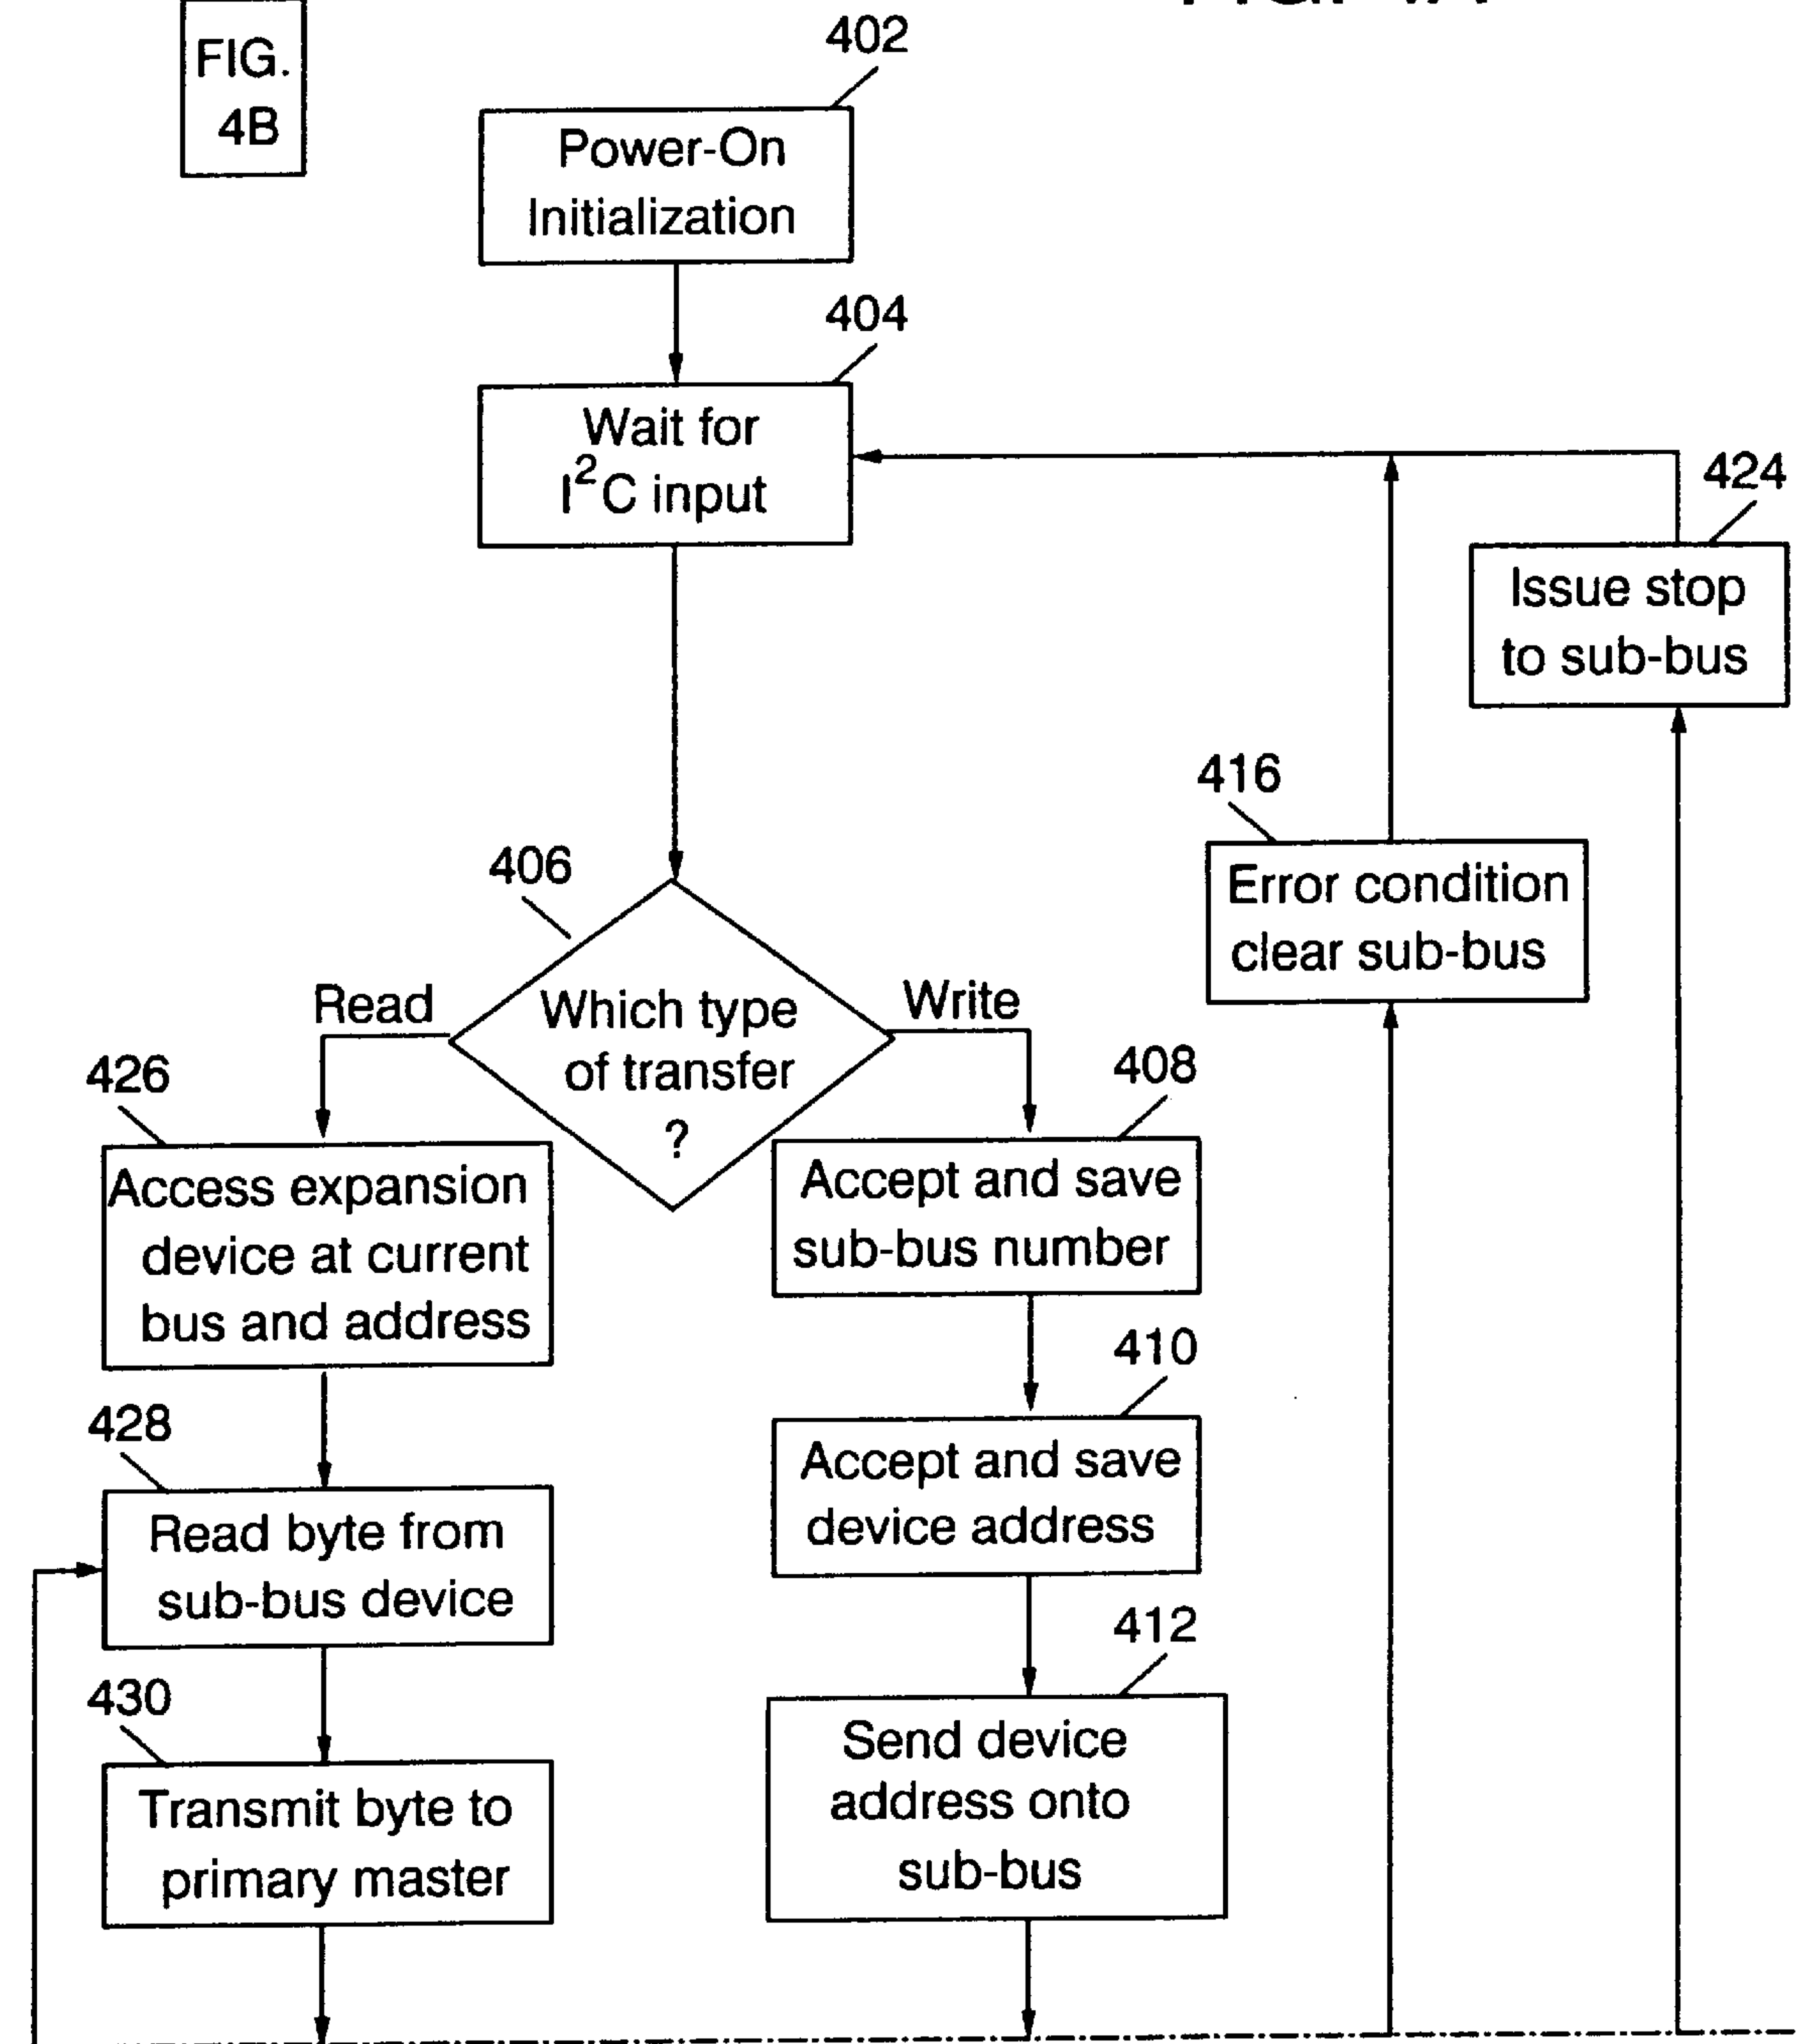 FIG.
4B
402
Power-On
Initialization
404
Wait for
I²C input
424
Issue stop
to sub-bus
416
Error condition
clear sub-bus
406
Which type
of transfer
?
Read
Write
426
Access expansion
device at current
bus and address
408
Accept and save
sub-bus number
428
Read byte from
sub-bus device
410
Accept and save
device address
430
Transmit byte to
primary master
412
Send device
address onto
sub-bus